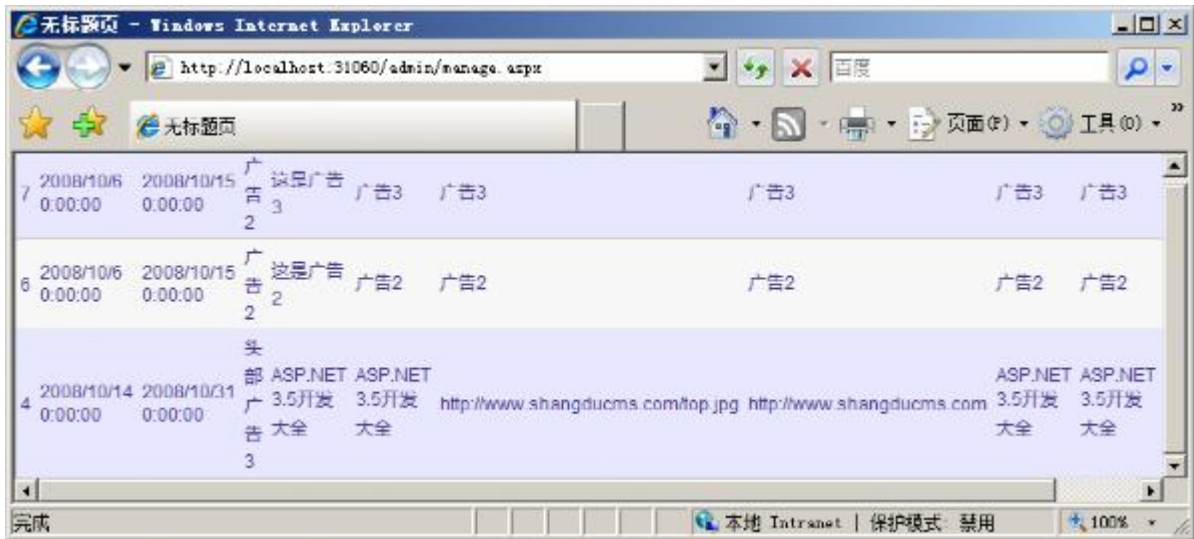 无标题页 - Windows Internet Explorer
http://localhost:31060/admin/manage.aspx
百度
无标题页
页面(P)
工具(O)
»
7 2008/10/6 0:00:00 2008/10/15 0:00:00 广告2 这是广告3 广告3 广告3 广告3 广告3 广告3
6 2008/10/6 0:00:00 2008/10/15 0:00:00 广告2 这是广告2 广告2 广告2 广告2 广告2 广告2
4 2008/10/14 0:00:00 2008/10/31 0:00:00 头部广告3 ASP.NET 3.5开发大全 ASP.NET 3.5开发大全 http://www.shangducms.com/top.jpg http://www.shangducms.com ASP.NET 3.5开发大全 ASP.NET 3.5开发大全
完成
本地 Intranet | 保护模式: 禁用
100%